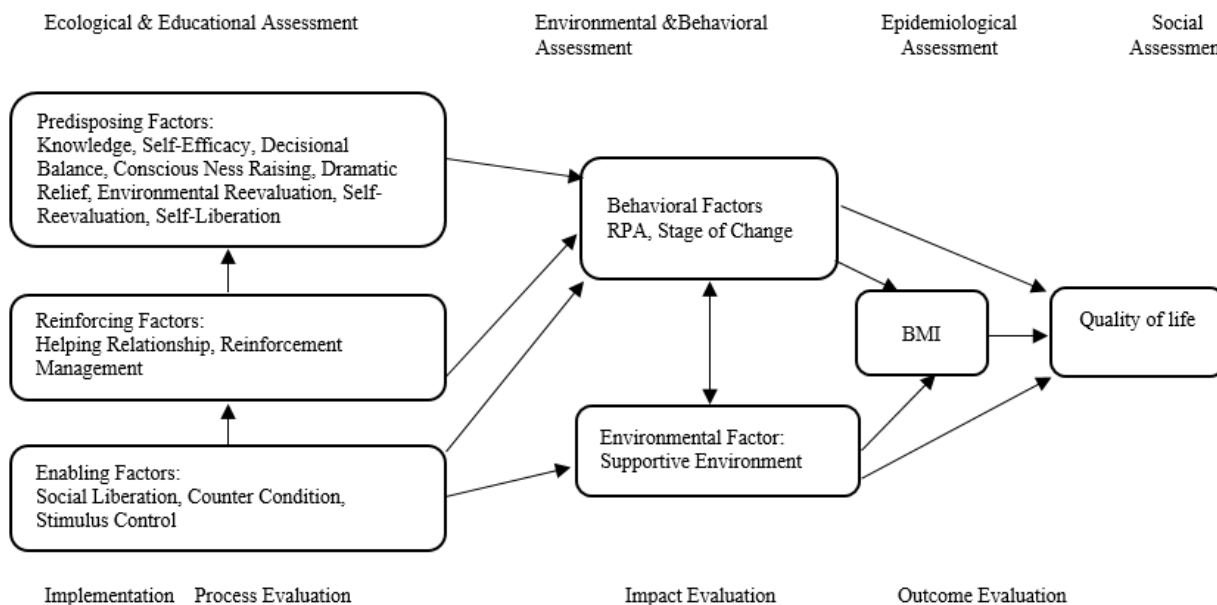 Ecological & Educational Assessment
Environmental &Behavioral
Assessment
Epidemiological
Assessment
Social
Assessmen
Predisposing Factors:
Knowledge, Self-Efficacy, Decisional
Balance, Conscious Ness Raising, Dramatic
Relief, Environmental Reevaluation, Self-
Reevaluation, Self-Liberation
Behavioral Factors
RPA, Stage of Change
Reinforcing Factors:
Helping Relationship, Reinforcement
Management
BMI
Quality of life
Enabling Factors:
Social Liberation, Counter Condition,
Stimulus Control
Environmental Factor:
Supportive Environment
Implementation Process Evaluation
Impact Evaluation
Outcome Evaluation